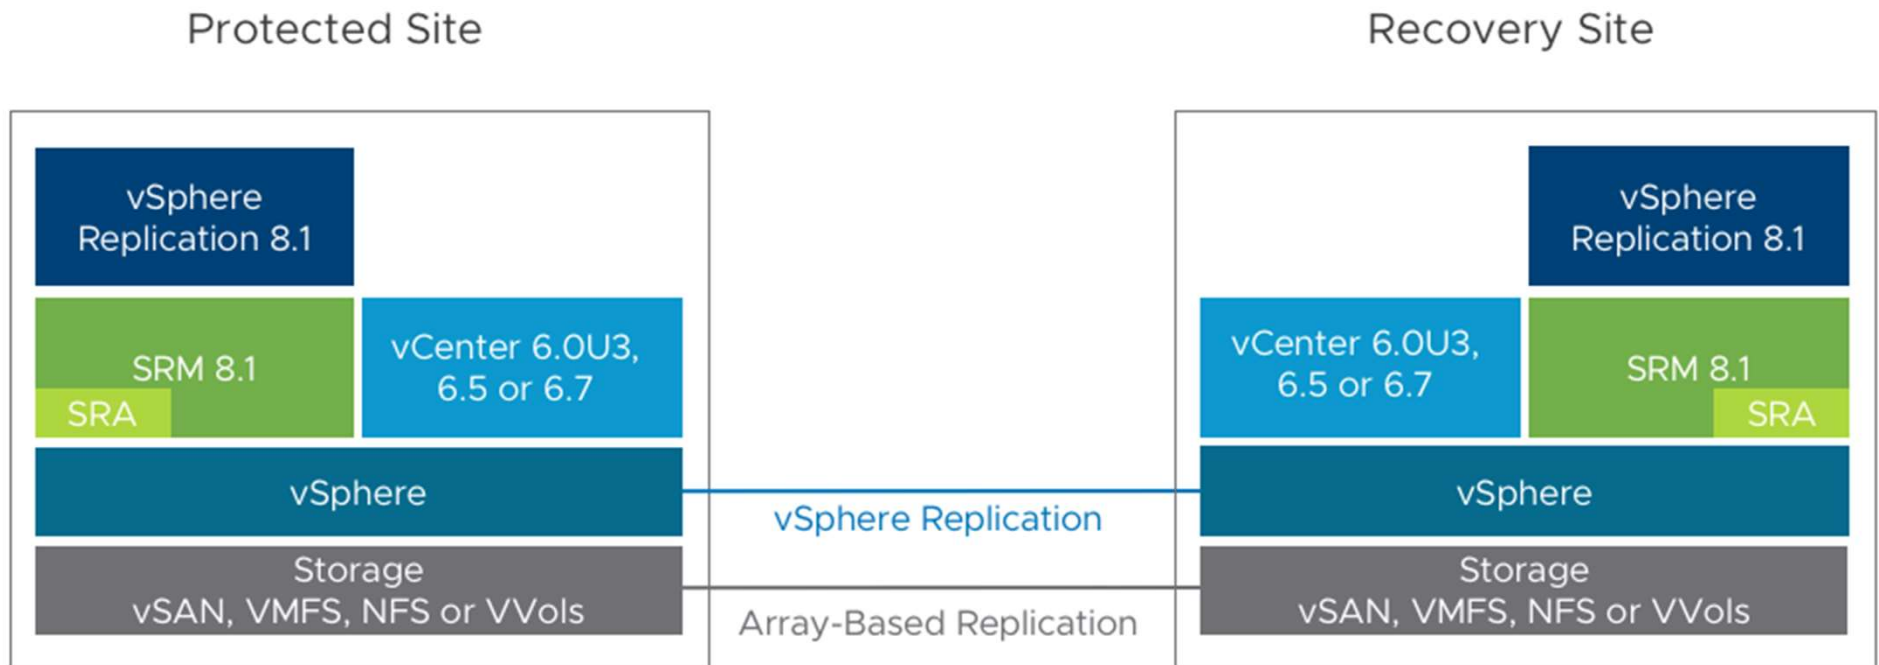 Protected Site
Recovery Site
vSphere
Replication 8.1
SRM 8.1
SRA
vCenter 6.0U3,
6.5 or 6.7
vSphere
Storage
vSAN, VMFS, NFS or VVols
vSphere Replication
Array-Based Replication
vSphere
Replication 8.1
vCenter 6.0U3,
6.5 or 6.7
SRM 8.1
SRA
vSphere
Storage
vSAN, VMFS, NFS or VVols